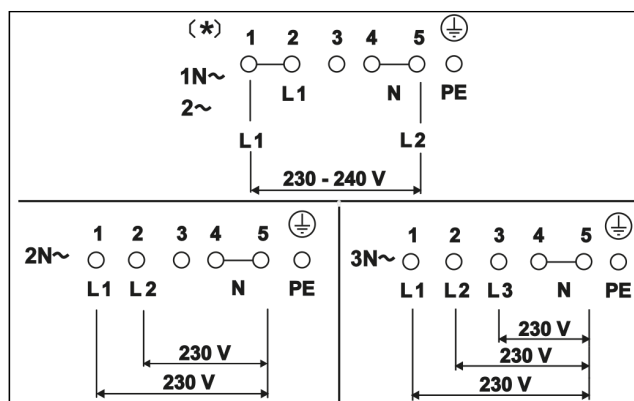 (*) 1 2 3 4 5
1N~ L1 N PE
2~
L1 L2
230 - 240 V
1 2 3 4 5
2N~
L1 L2 N PE
230 V
230 V
1 2 3 4 5
3N~
L1 L2 L3 N PE
230 V
230 V
230 V